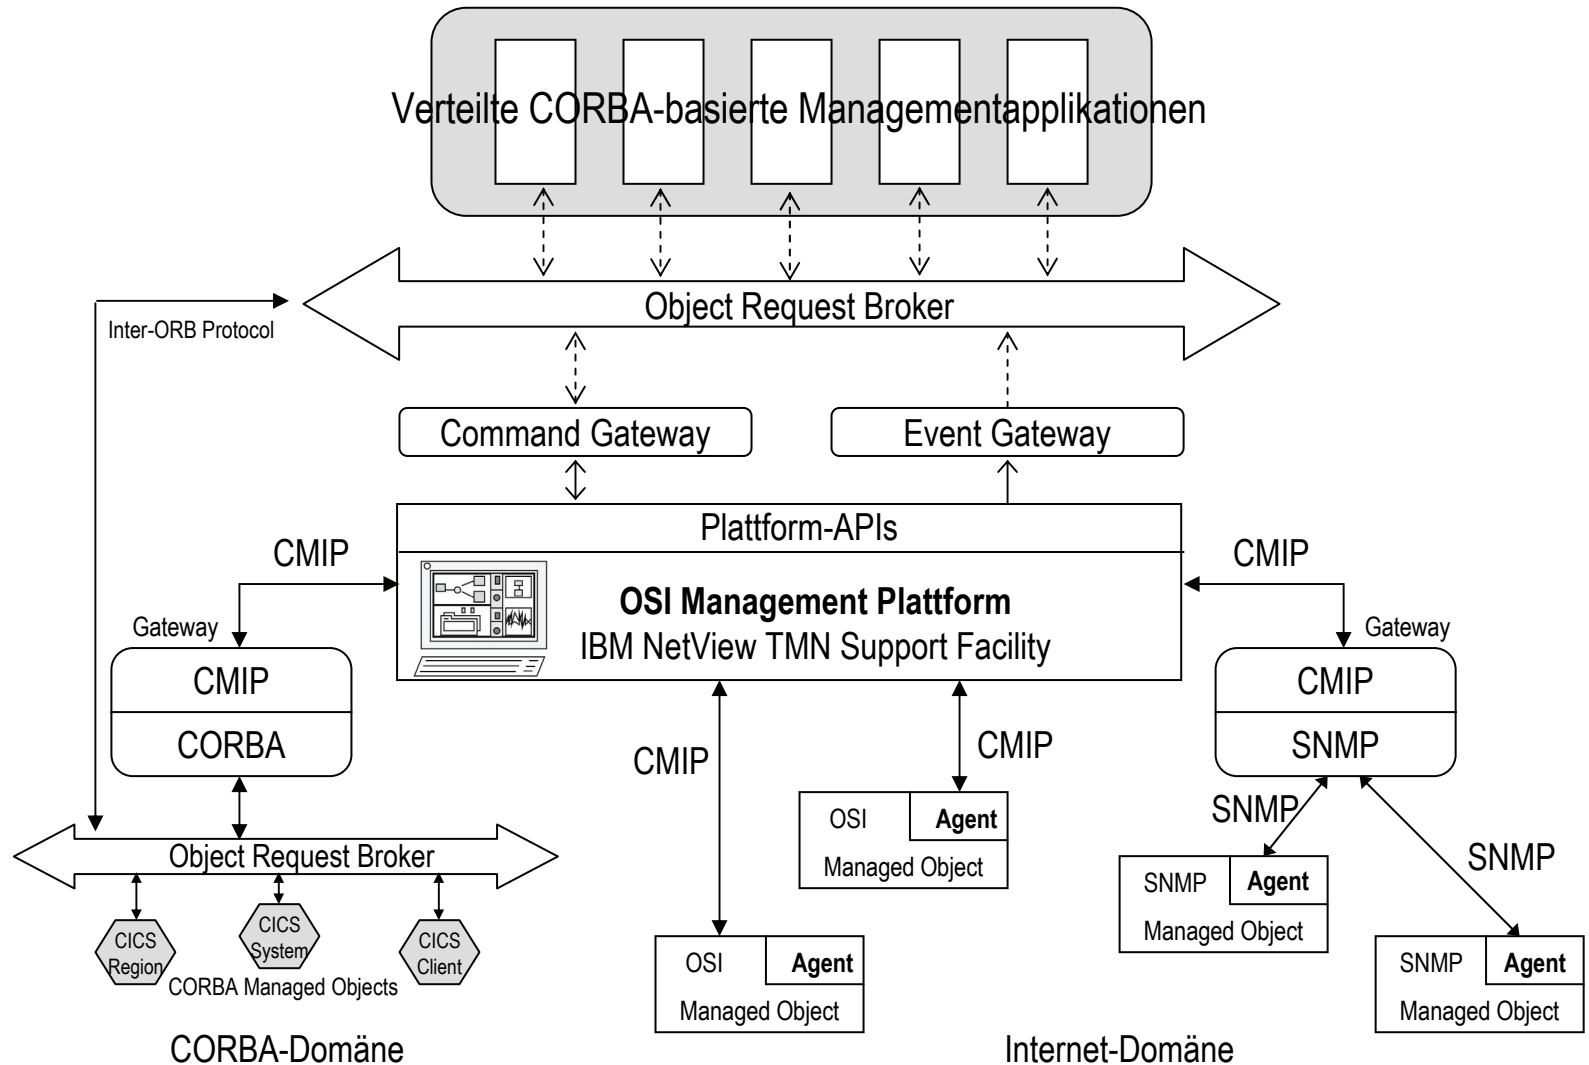 Verteilte CORBA-basierte Managementapplikationen
Object Request Broker
Inter-ORB Protocol
Command Gateway
Event Gateway
Plattform-APIs
CMIP
CMIP
OSI Management Plattform
IBM NetView TMN Support Facility
Gateway
Gateway
CMIP
CORBA
CMIP
SNMP
CMIP
CMIP
OSI
Agent
Managed Object
SNMP
SNMP
Object Request Broker
SNMP
Agent
Managed Object
CICS
Region
CICS
System
CICS
Client
CORBA Managed Objects
OSI
Agent
Managed Object
SNMP
Agent
Managed Object
CORBA-Domäne
Internet-Domäne